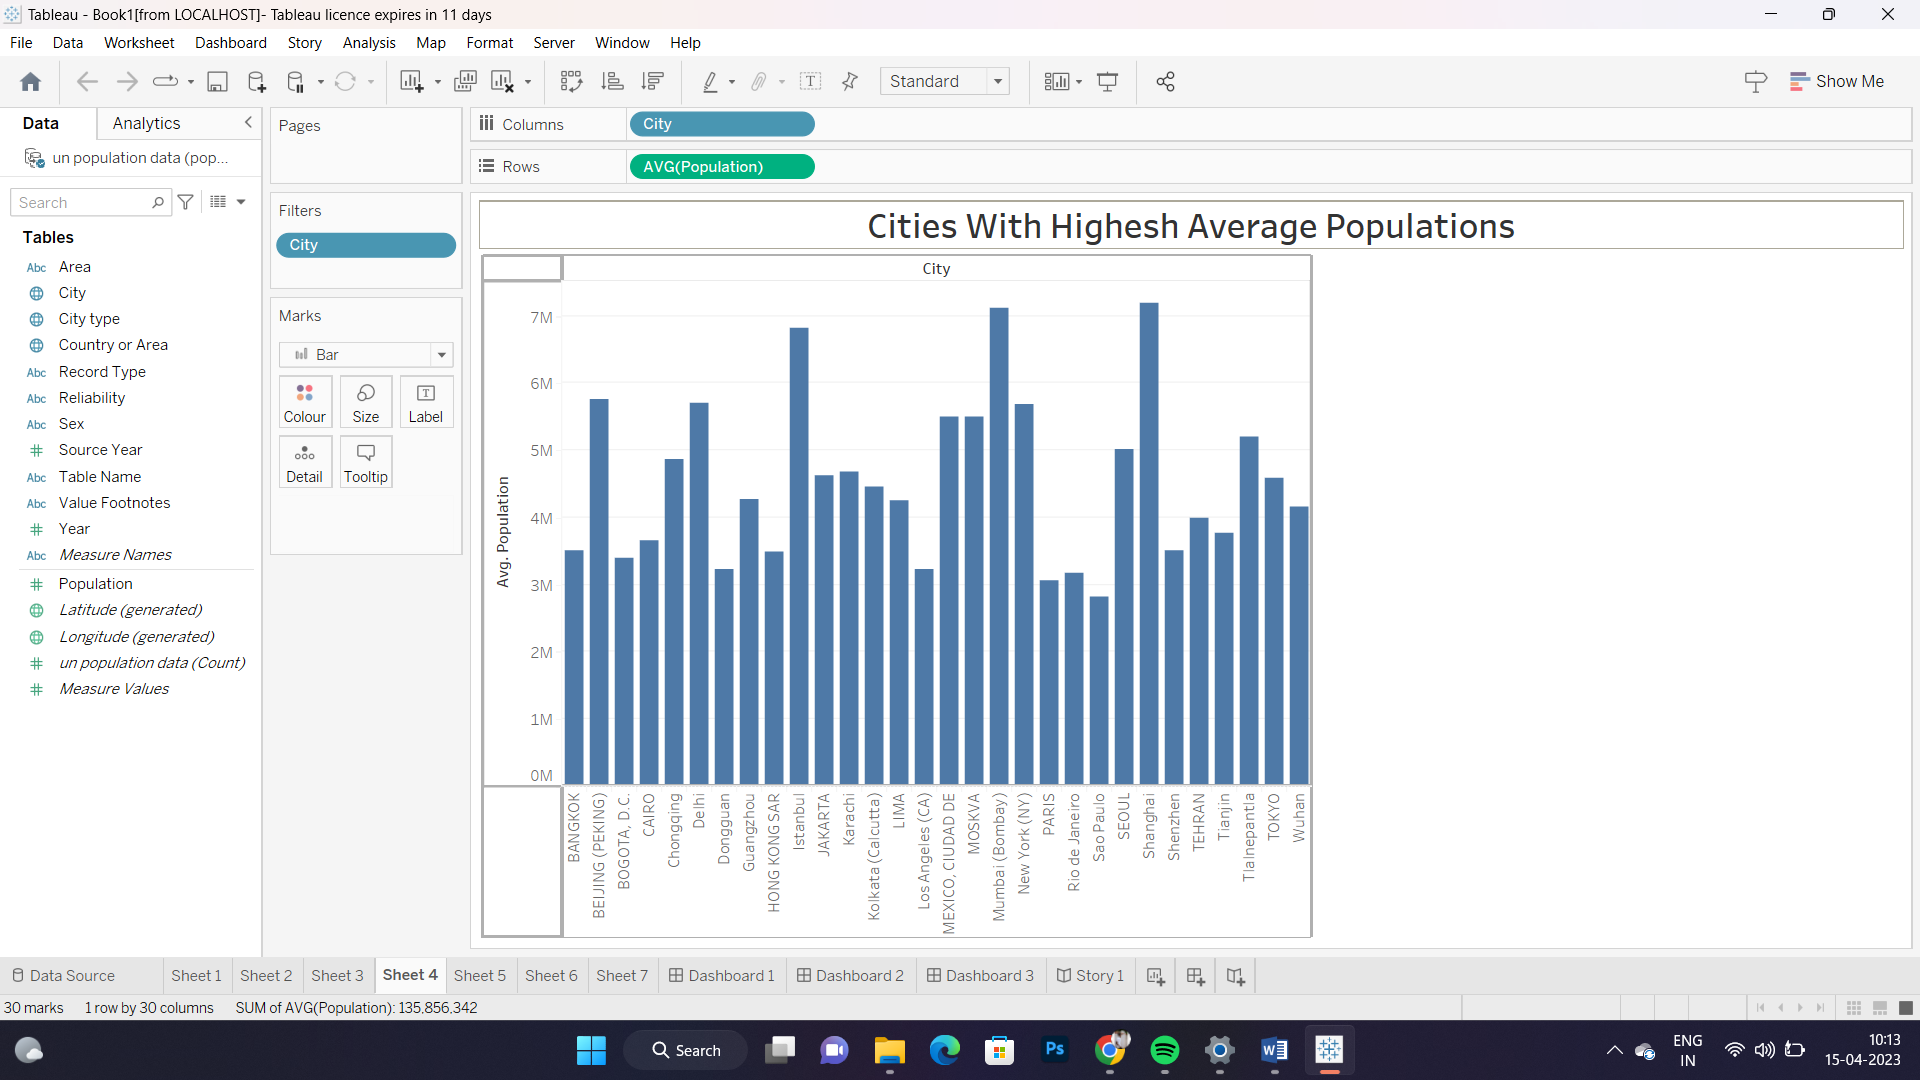 Tableau - Book1[from LOCALHOST]- Tableau licence expires in 11 days
File Data Worksheet Dashboard Story Analysis Map Format Server Window Help
Standard
Show Me
Data Analytics
un population data (pop...
Search
Tables
Abc Area
City
City type
Country or Area
Abc Record Type
Abc Reliability
Abc Sex
Source Year
Abc Table Name
Abc Value Footnotes
Year
Abc Measure Names
Population
Latitude (generated)
Longitude (generated)
un population data (Count)
Measure Values
Pages
Filters
City
Marks
Bar
Colour Size Label
Detail Tooltip
Columns City
Rows AVG(Population)
Cities With Highesh Average Populations
City
Avg. Population
7M
6M
5M
4M
3M
2M
1M
0M
BANGKOK
BEIJING (PEKING)
BOGOTA, D.C.
CAIRO
Chongqing
Delhi
Dongguan
Guangzhou
HONG KONG SAR
Istanbul
JAKARTA
Karachi
Kolkata (Calcutta)
LIMA
Los Angeles (CA)
MEXICO, CIUDAD DE
MOSKVA
Mumbai (Bombay)
New York (NY)
PARIS
Rio de Janeiro
Sao Paulo
SEOUL
Shanghai
Shenzhen
TEHRAN
Tianjin
Tlalnepantla
TOKYO
Wuhan
Data Source Sheet 1 Sheet 2 Sheet 3 Sheet 4 Sheet 5 Sheet 6 Sheet 7 Dashboard 1 Dashboard 2 Dashboard 3 Story 1
30 marks 1 row by 30 columns SUM of AVG(Population): 135,856,342
Search
Ps
ENG
IN
10:13
15-04-2023